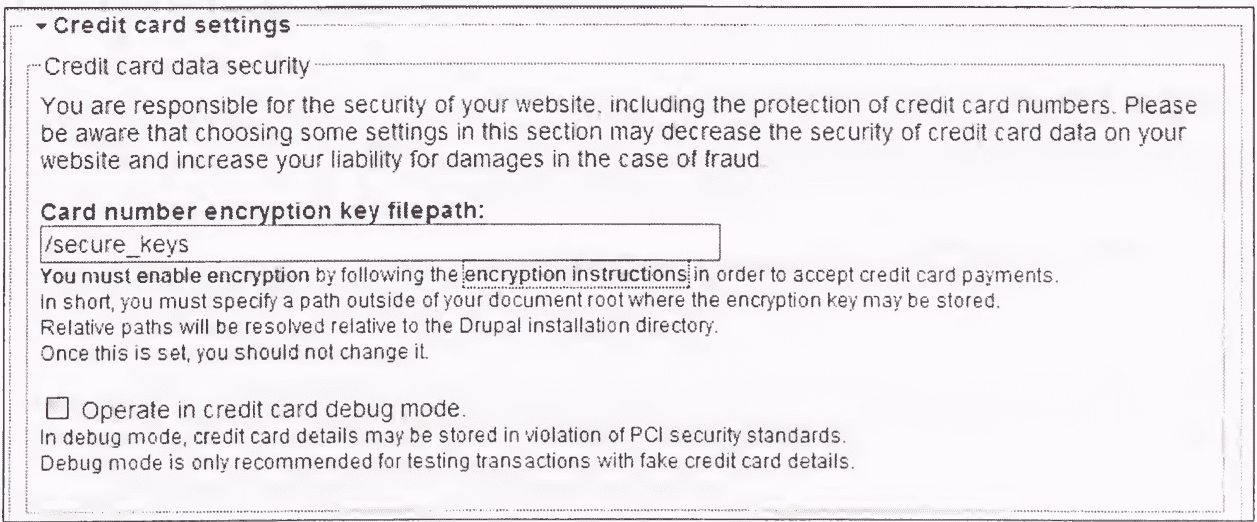 Credit card settings
Credit card data security
You are responsible for the security of your website, including the protection of credit card numbers. Please
be aware that choosing some settings in this section may decrease the security of credit card data on your
website and increase your liability for damages in the case of fraud.
Card number encryption key filepath:
/secure_keys
You must enable encryption by following the encryption instructions in order to accept credit card payments.
In short, you must specify a path outside of your document root where the encryption key may be stored.
Relative paths will be resolved relative to the Drupal installation directory.
Once this is set, you should not change it.
Operate in credit card debug mode.
In debug mode, credit card details may be stored in violation of PCI security standards.
Debug mode is only recommended for testing transactions with fake credit card details.